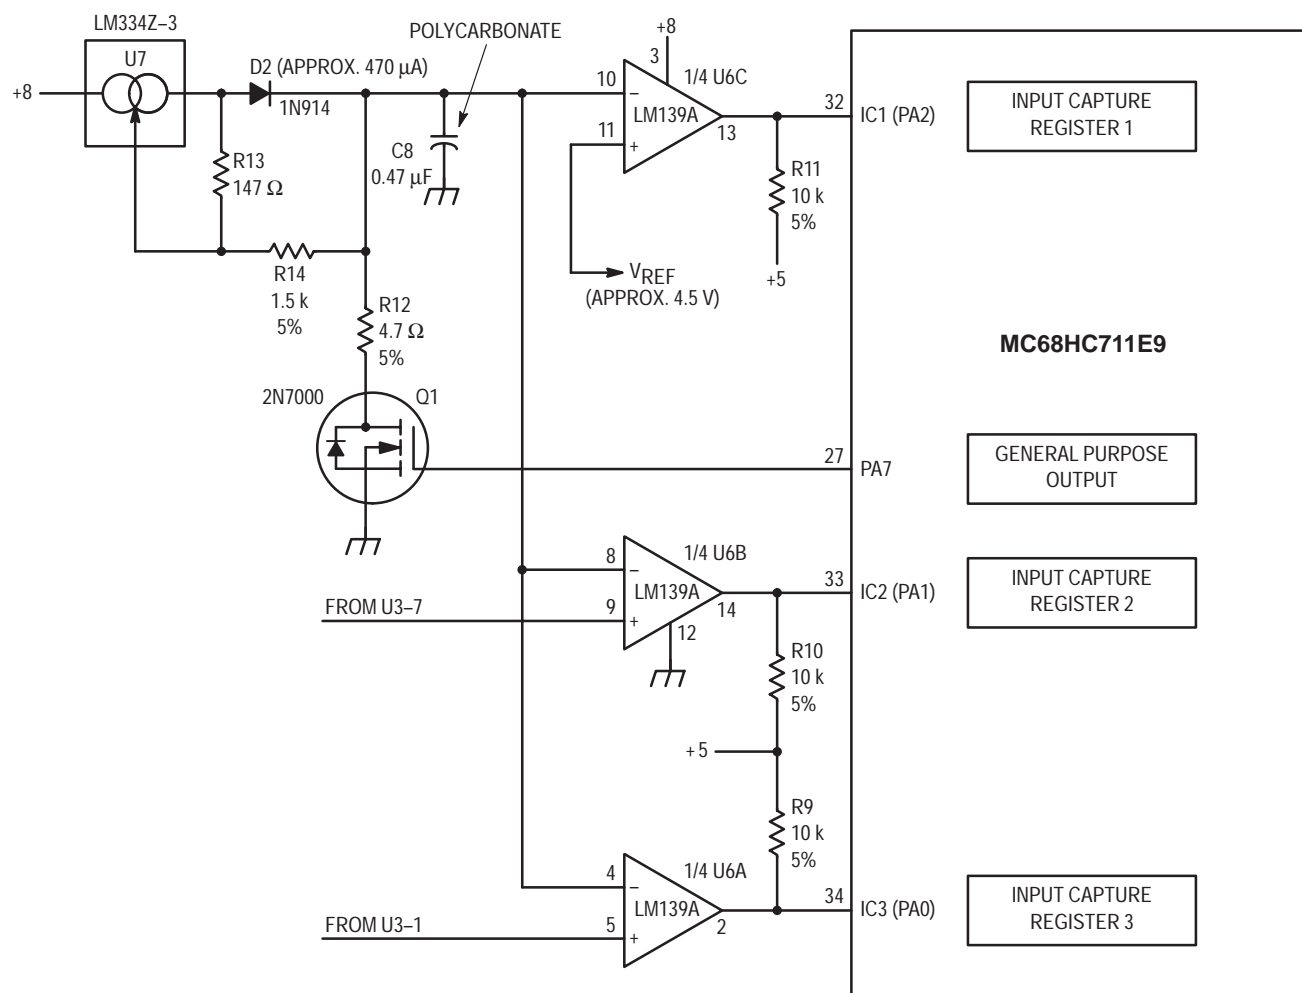 LM334Z–3
U7
+8
D2 (APPROX. 470 µA)
1N914
POLYCARBONATE
C8
0.47 µF
R13
147 Ω
R14
1.5 k
5%
R12
4.7 Ω
5%
2N7000
Q1
+8
3
1/4 U6C
10
–
LM139A
11
+
13
VREF
(APPROX. 4.5 V)
R11
10 k
5%
+5
32
IC1 (PA2)
INPUT CAPTURE
REGISTER 1
MC68HC711E9
27
PA7
GENERAL PURPOSE
OUTPUT
8
–
1/4 U6B
LM139A
FROM U3–7
9
+
12
14
33
IC2 (PA1)
INPUT CAPTURE
REGISTER 2
R10
10 k
5%
+5
R9
10 k
5%
4
–
1/4 U6A
LM139A
FROM U3–1
5
+
2
34
IC3 (PA0)
INPUT CAPTURE
REGISTER 3